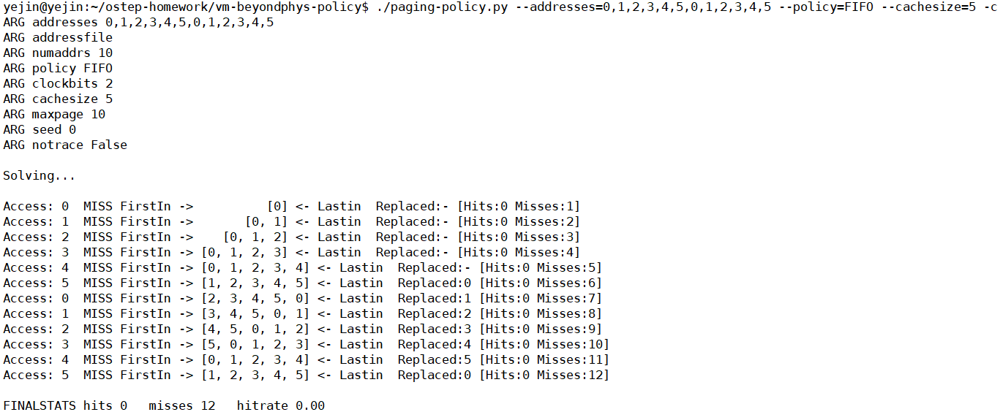 yejin@yejin:~/ostep-homework/vm-beyondphys-policy$ ./paging-policy.py --addresses=0,1,2,3,4,5,0,1,2,3,4,5 --policy=FIFO --cachesize=5 -c
ARG addresses 0,1,2,3,4,5,0,1,2,3,4,5
ARG addressfile
ARG numaddrs 10
ARG policy FIFO
ARG clockbits 2
ARG cachesize 5
ARG maxpage 10
ARG seed 0
ARG notrace False
Solving...
Access: 0  MISS FirstIn ->          [0] <- Lastin  Replaced:- [Hits:0 Misses:1]
Access: 1  MISS FirstIn ->       [0, 1] <- Lastin  Replaced:- [Hits:0 Misses:2]
Access: 2  MISS FirstIn ->    [0, 1, 2] <- Lastin  Replaced:- [Hits:0 Misses:3]
Access: 3  MISS FirstIn -> [0, 1, 2, 3] <- Lastin  Replaced:- [Hits:0 Misses:4]
Access: 4  MISS FirstIn -> [0, 1, 2, 3, 4] <- Lastin  Replaced:- [Hits:0 Misses:5]
Access: 5  MISS FirstIn -> [1, 2, 3, 4, 5] <- Lastin  Replaced:0 [Hits:0 Misses:6]
Access: 0  MISS FirstIn -> [2, 3, 4, 5, 0] <- Lastin  Replaced:1 [Hits:0 Misses:7]
Access: 1  MISS FirstIn -> [3, 4, 5, 0, 1] <- Lastin  Replaced:2 [Hits:0 Misses:8]
Access: 2  MISS FirstIn -> [4, 5, 0, 1, 2] <- Lastin  Replaced:3 [Hits:0 Misses:9]
Access: 3  MISS FirstIn -> [5, 0, 1, 2, 3] <- Lastin  Replaced:4 [Hits:0 Misses:10]
Access: 4  MISS FirstIn -> [0, 1, 2, 3, 4] <- Lastin  Replaced:5 [Hits:0 Misses:11]
Access: 5  MISS FirstIn -> [1, 2, 3, 4, 5] <- Lastin  Replaced:0 [Hits:0 Misses:12]
FINALSTATS hits 0   misses 12   hitrate 0.00